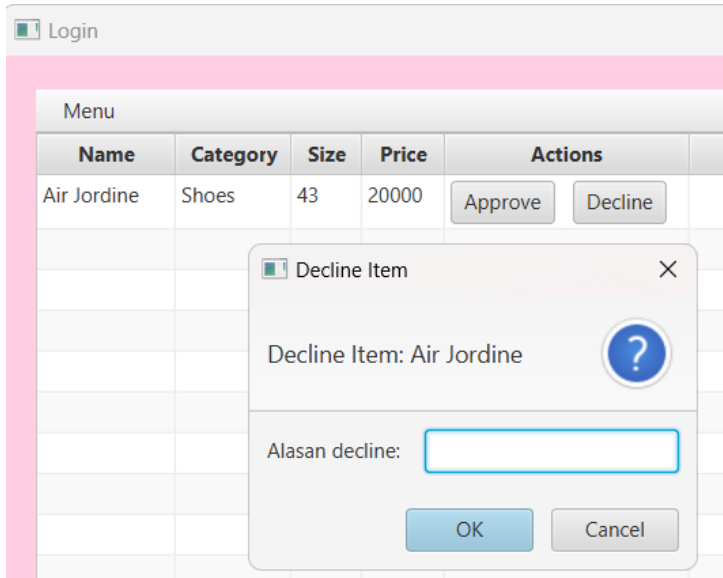 Login
Menu
Name Category Size Price Actions
Air Jordine Shoes 43 20000 Approve Decline
Decline Item
Decline Item: Air Jordine
?
Alasan decline:
OK Cancel